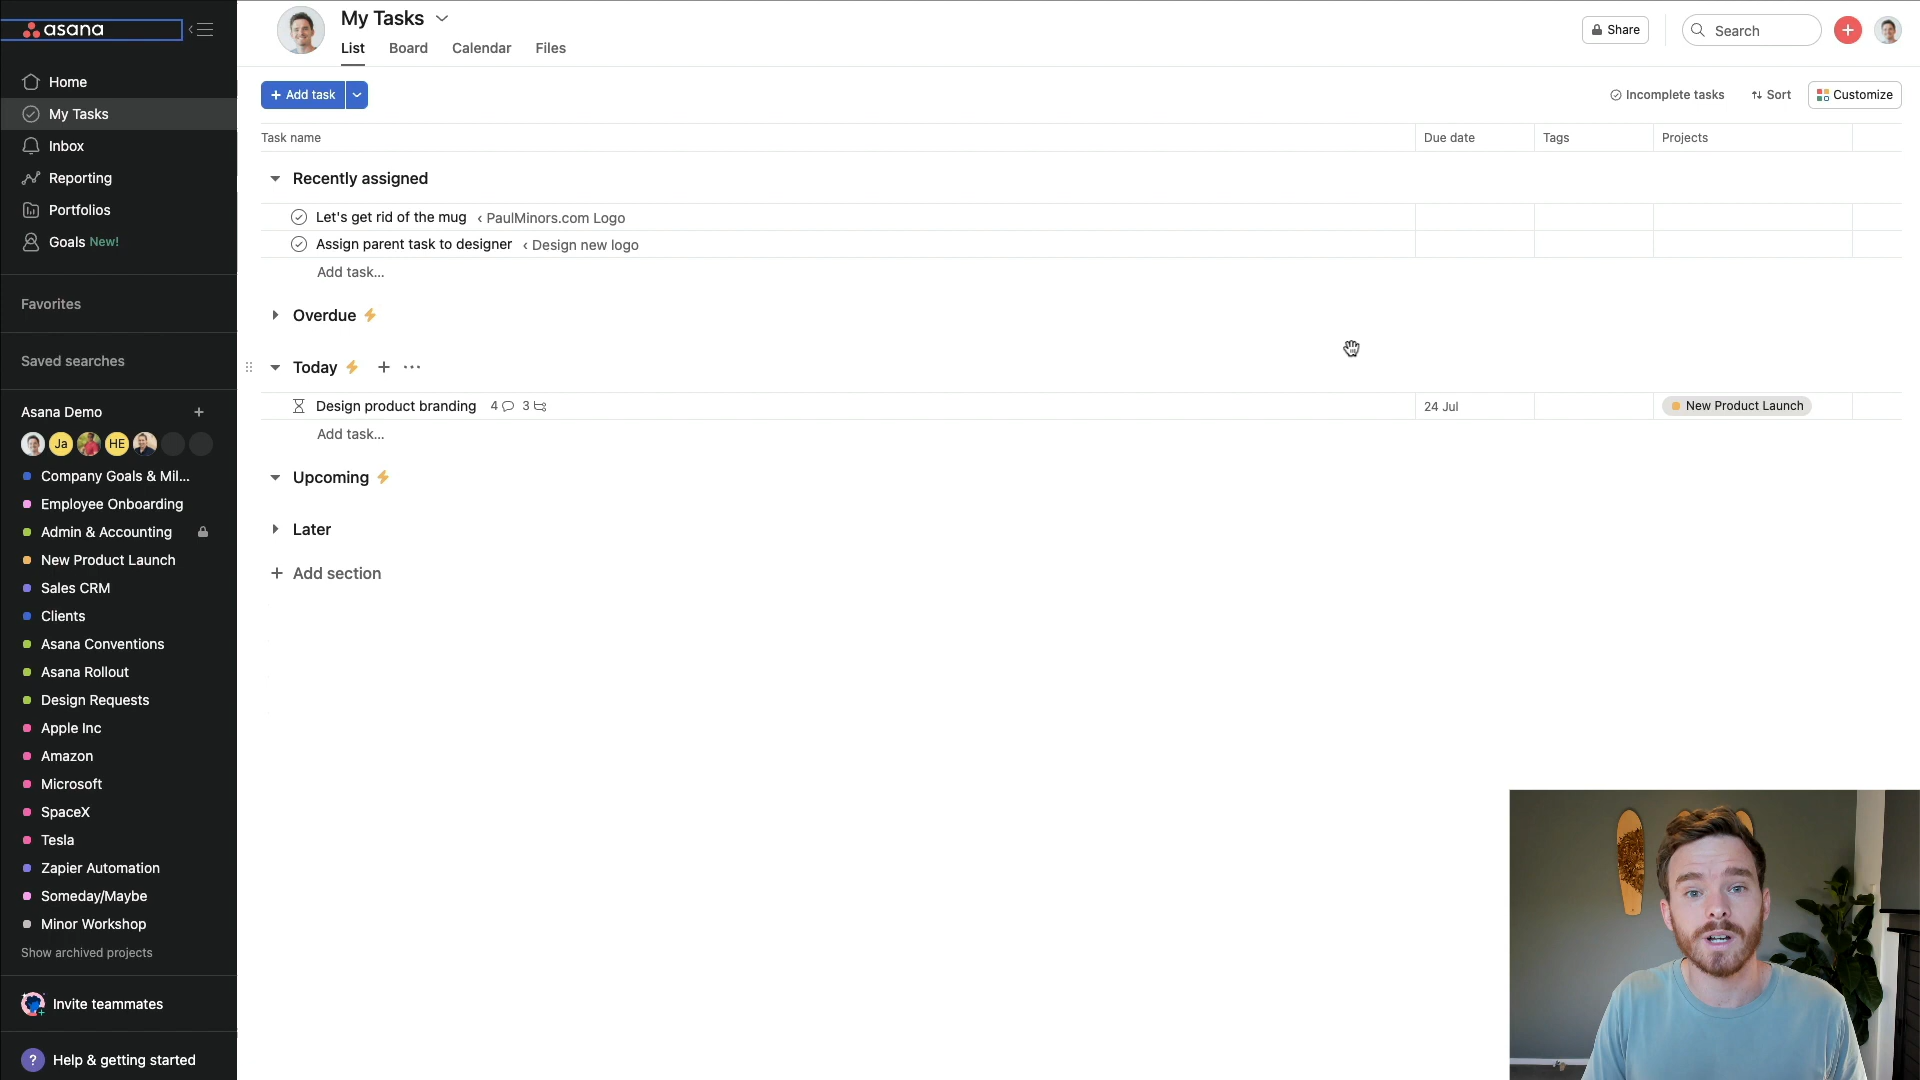 asana
Home
My Tasks
Inbox
Reporting
Portfolios
Goals New!
Favorites
Saved searches
Asana Demo
Ja
HE
Company Goals & Mil...
Employee Onboarding
Admin & Accounting
New Product Launch
Sales CRM
Clients
Asana Conventions
Asana Rollout
Design Requests
Apple Inc
Amazon
Microsoft
SpaceX
Tesla
Zapier Automation
Someday/Maybe
Minor Workshop
Show archived projects
Invite teammates
? Help & getting started
My Tasks
List Board Calendar Files
Share
Search
+ Add task
Incomplete tasks
Sort
Customize
Task name Due date Tags Projects
Recently assigned
Let's get rid of the mug ‹ PaulMinors.com Logo
Assign parent task to designer ‹ Design new logo
Add task...
Overdue
Today
Design product branding 4 3 24 Jul New Product Launch
Add task...
Upcoming
Later
+ Add section